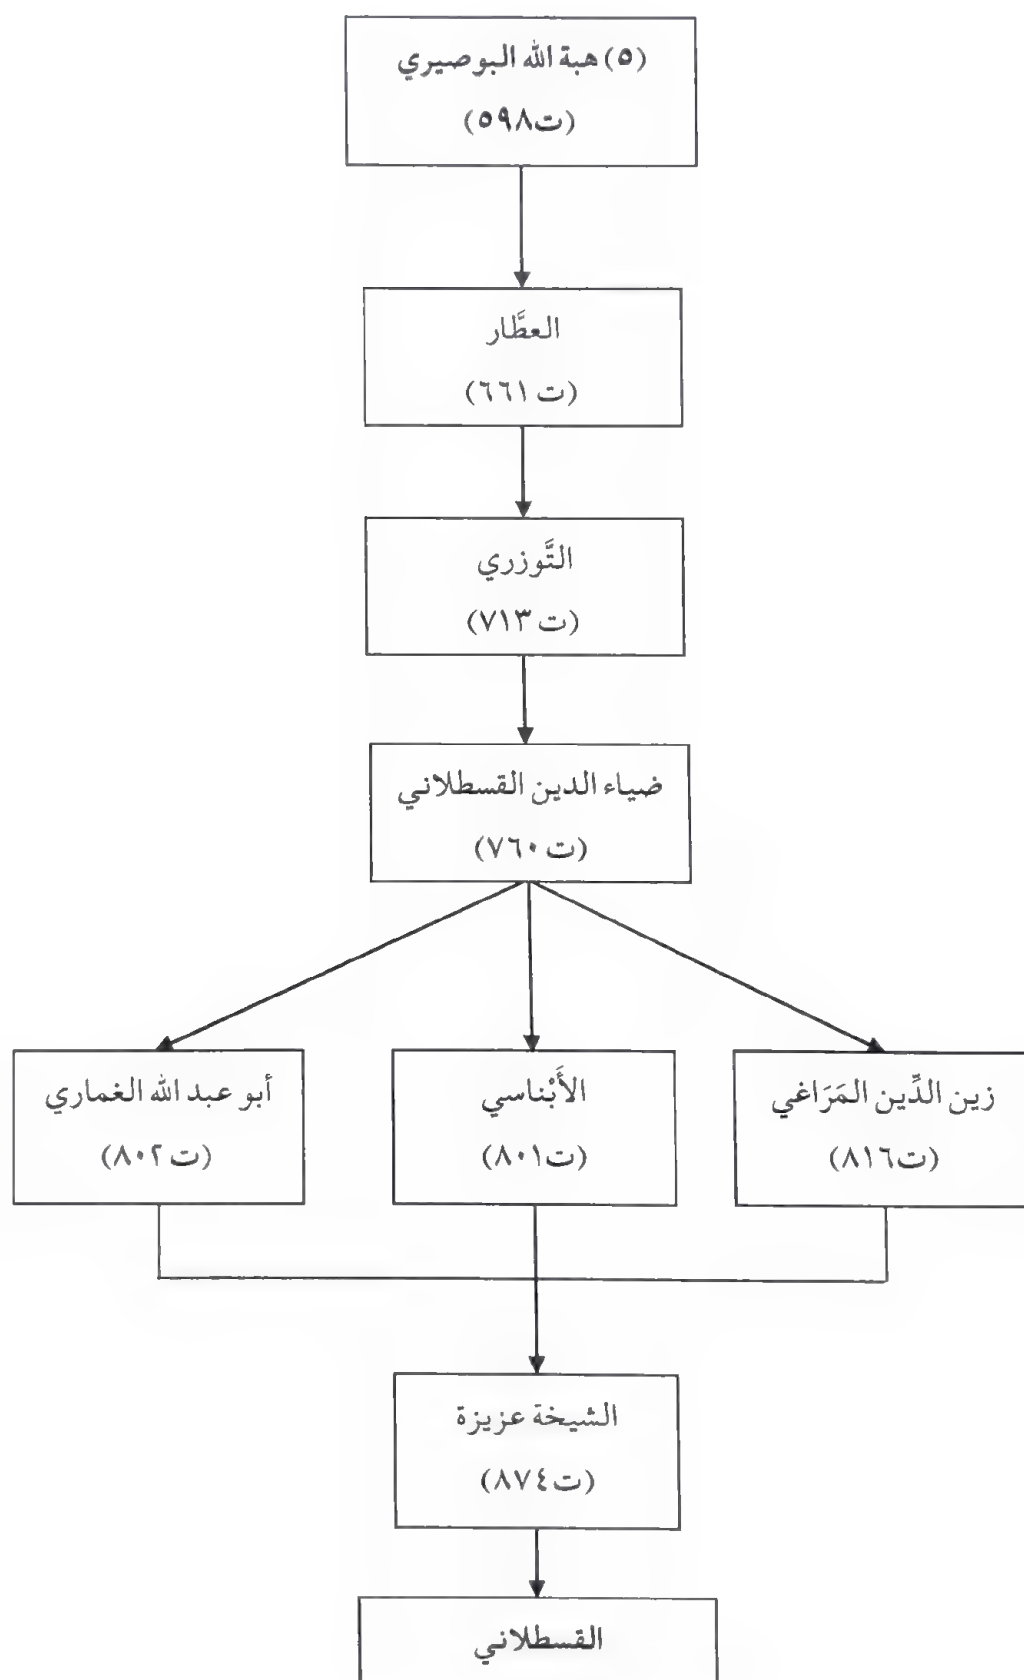 (٥) هبة الله البوصيري
(ت٥٩٨)
العطَّار
(ت ٦٦١)
التَّوزري
(ت ٧١٣)
ضياء الدين القسطلاني
(ت ٧٦٠)
زين الدِّين المَرَاغي
(ت٨١٦)
الأَبْناسي
(ت٨٠١)
أبو عبد الله الغماري
(ت ٨٠٢)
الشيخة عزيزة
(ت٨٧٤)
القسطلاني